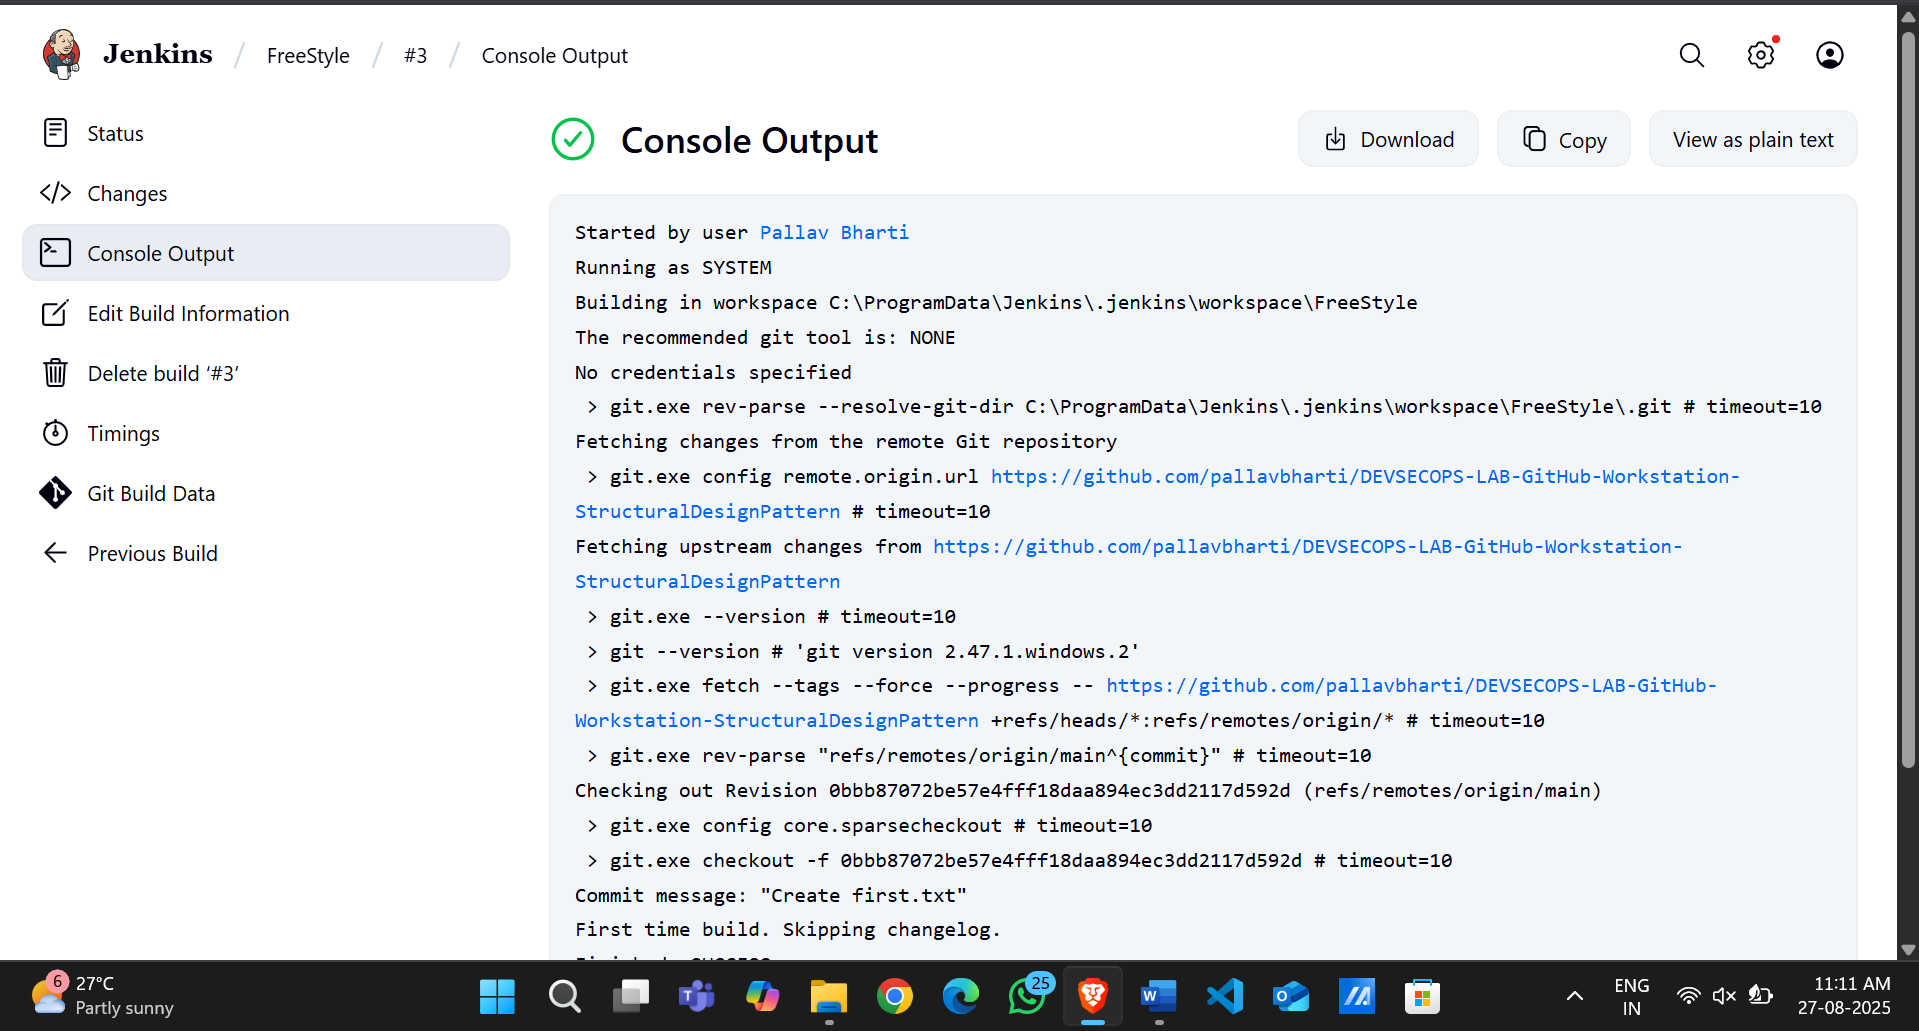 Jenkins / FreeStyle / #3 / Console Output
Status
Changes
Console Output
Edit Build Information
Delete build ‘#3’
Timings
Git Build Data
Previous Build
Console Output
Download
Copy
View as plain text
Started by user Pallav Bharti
Running as SYSTEM
Building in workspace C:\ProgramData\Jenkins\.jenkins\workspace\FreeStyle
The recommended git tool is: NONE
No credentials specified
> git.exe rev-parse --resolve-git-dir C:\ProgramData\Jenkins\.jenkins\workspace\FreeStyle\.git # timeout=10
Fetching changes from the remote Git repository
> git.exe config remote.origin.url https://github.com/pallavbharti/DEVSECOPS-LAB-GitHub-Workstation-
StructuralDesignPattern # timeout=10
Fetching upstream changes from https://github.com/pallavbharti/DEVSECOPS-LAB-GitHub-Workstation-
StructuralDesignPattern
> git.exe --version # timeout=10
> git --version # 'git version 2.47.1.windows.2'
> git.exe fetch --tags --force --progress -- https://github.com/pallavbharti/DEVSECOPS-LAB-GitHub-
Workstation-StructuralDesignPattern +refs/heads/*:refs/remotes/origin/* # timeout=10
> git.exe rev-parse "refs/remotes/origin/main^{commit}" # timeout=10
Checking out Revision 0bbb87072be57e4fff18daa894ec3dd2117d592d (refs/remotes/origin/main)
> git.exe config core.sparsecheckout # timeout=10
> git.exe checkout -f 0bbb87072be57e4fff18daa894ec3dd2117d592d # timeout=10
Commit message: "Create first.txt"
First time build. Skipping changelog.
6
27°C
Partly sunny
25
ENG
IN
11:11 AM
27-08-2025